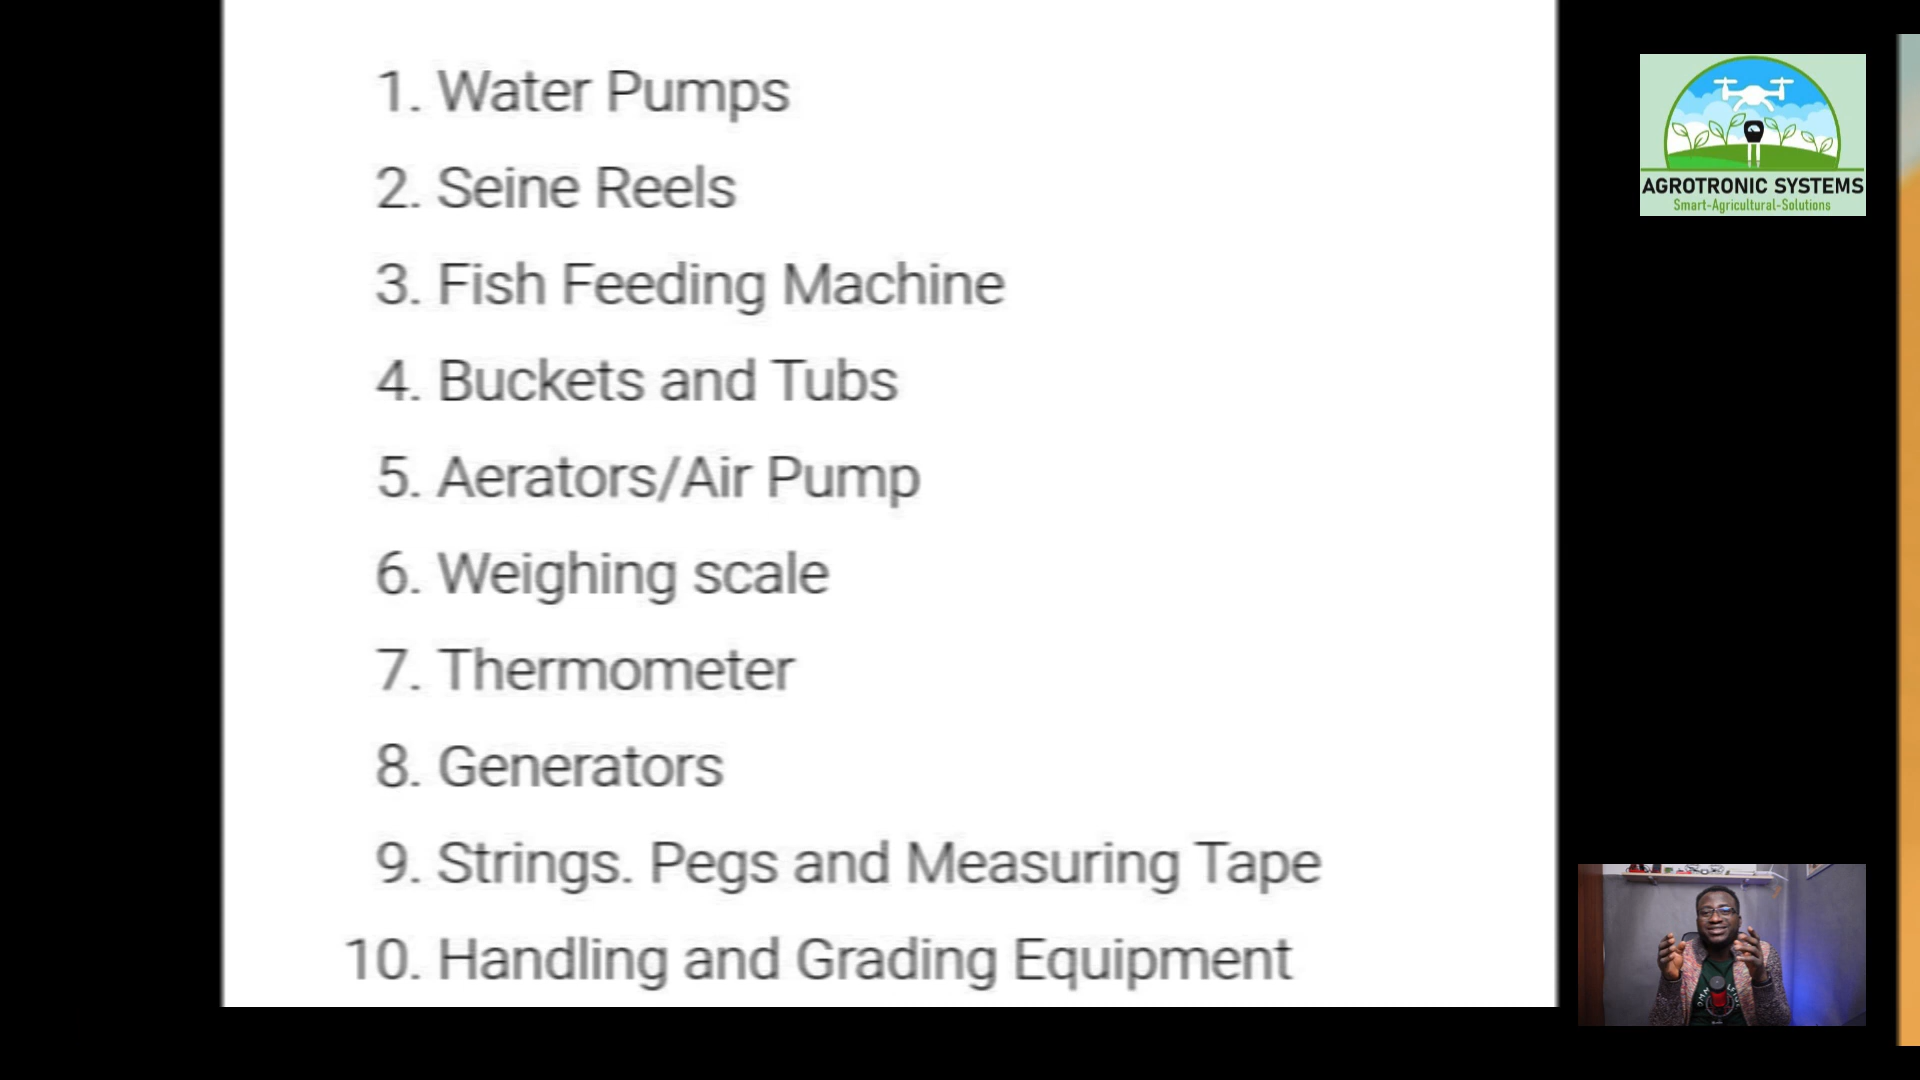 1. Water Pumps
2. Seine Reels
3. Fish Feeding Machine
4. Buckets and Tubs
5. Aerators/Air Pump
6. Weighing scale
7. Thermometer
8. Generators
9. Strings. Pegs and Measuring Tape
10. Handling and Grading Equipment
AGROTRONIC SYSTEMS
Smart-Agricultural-Solutions